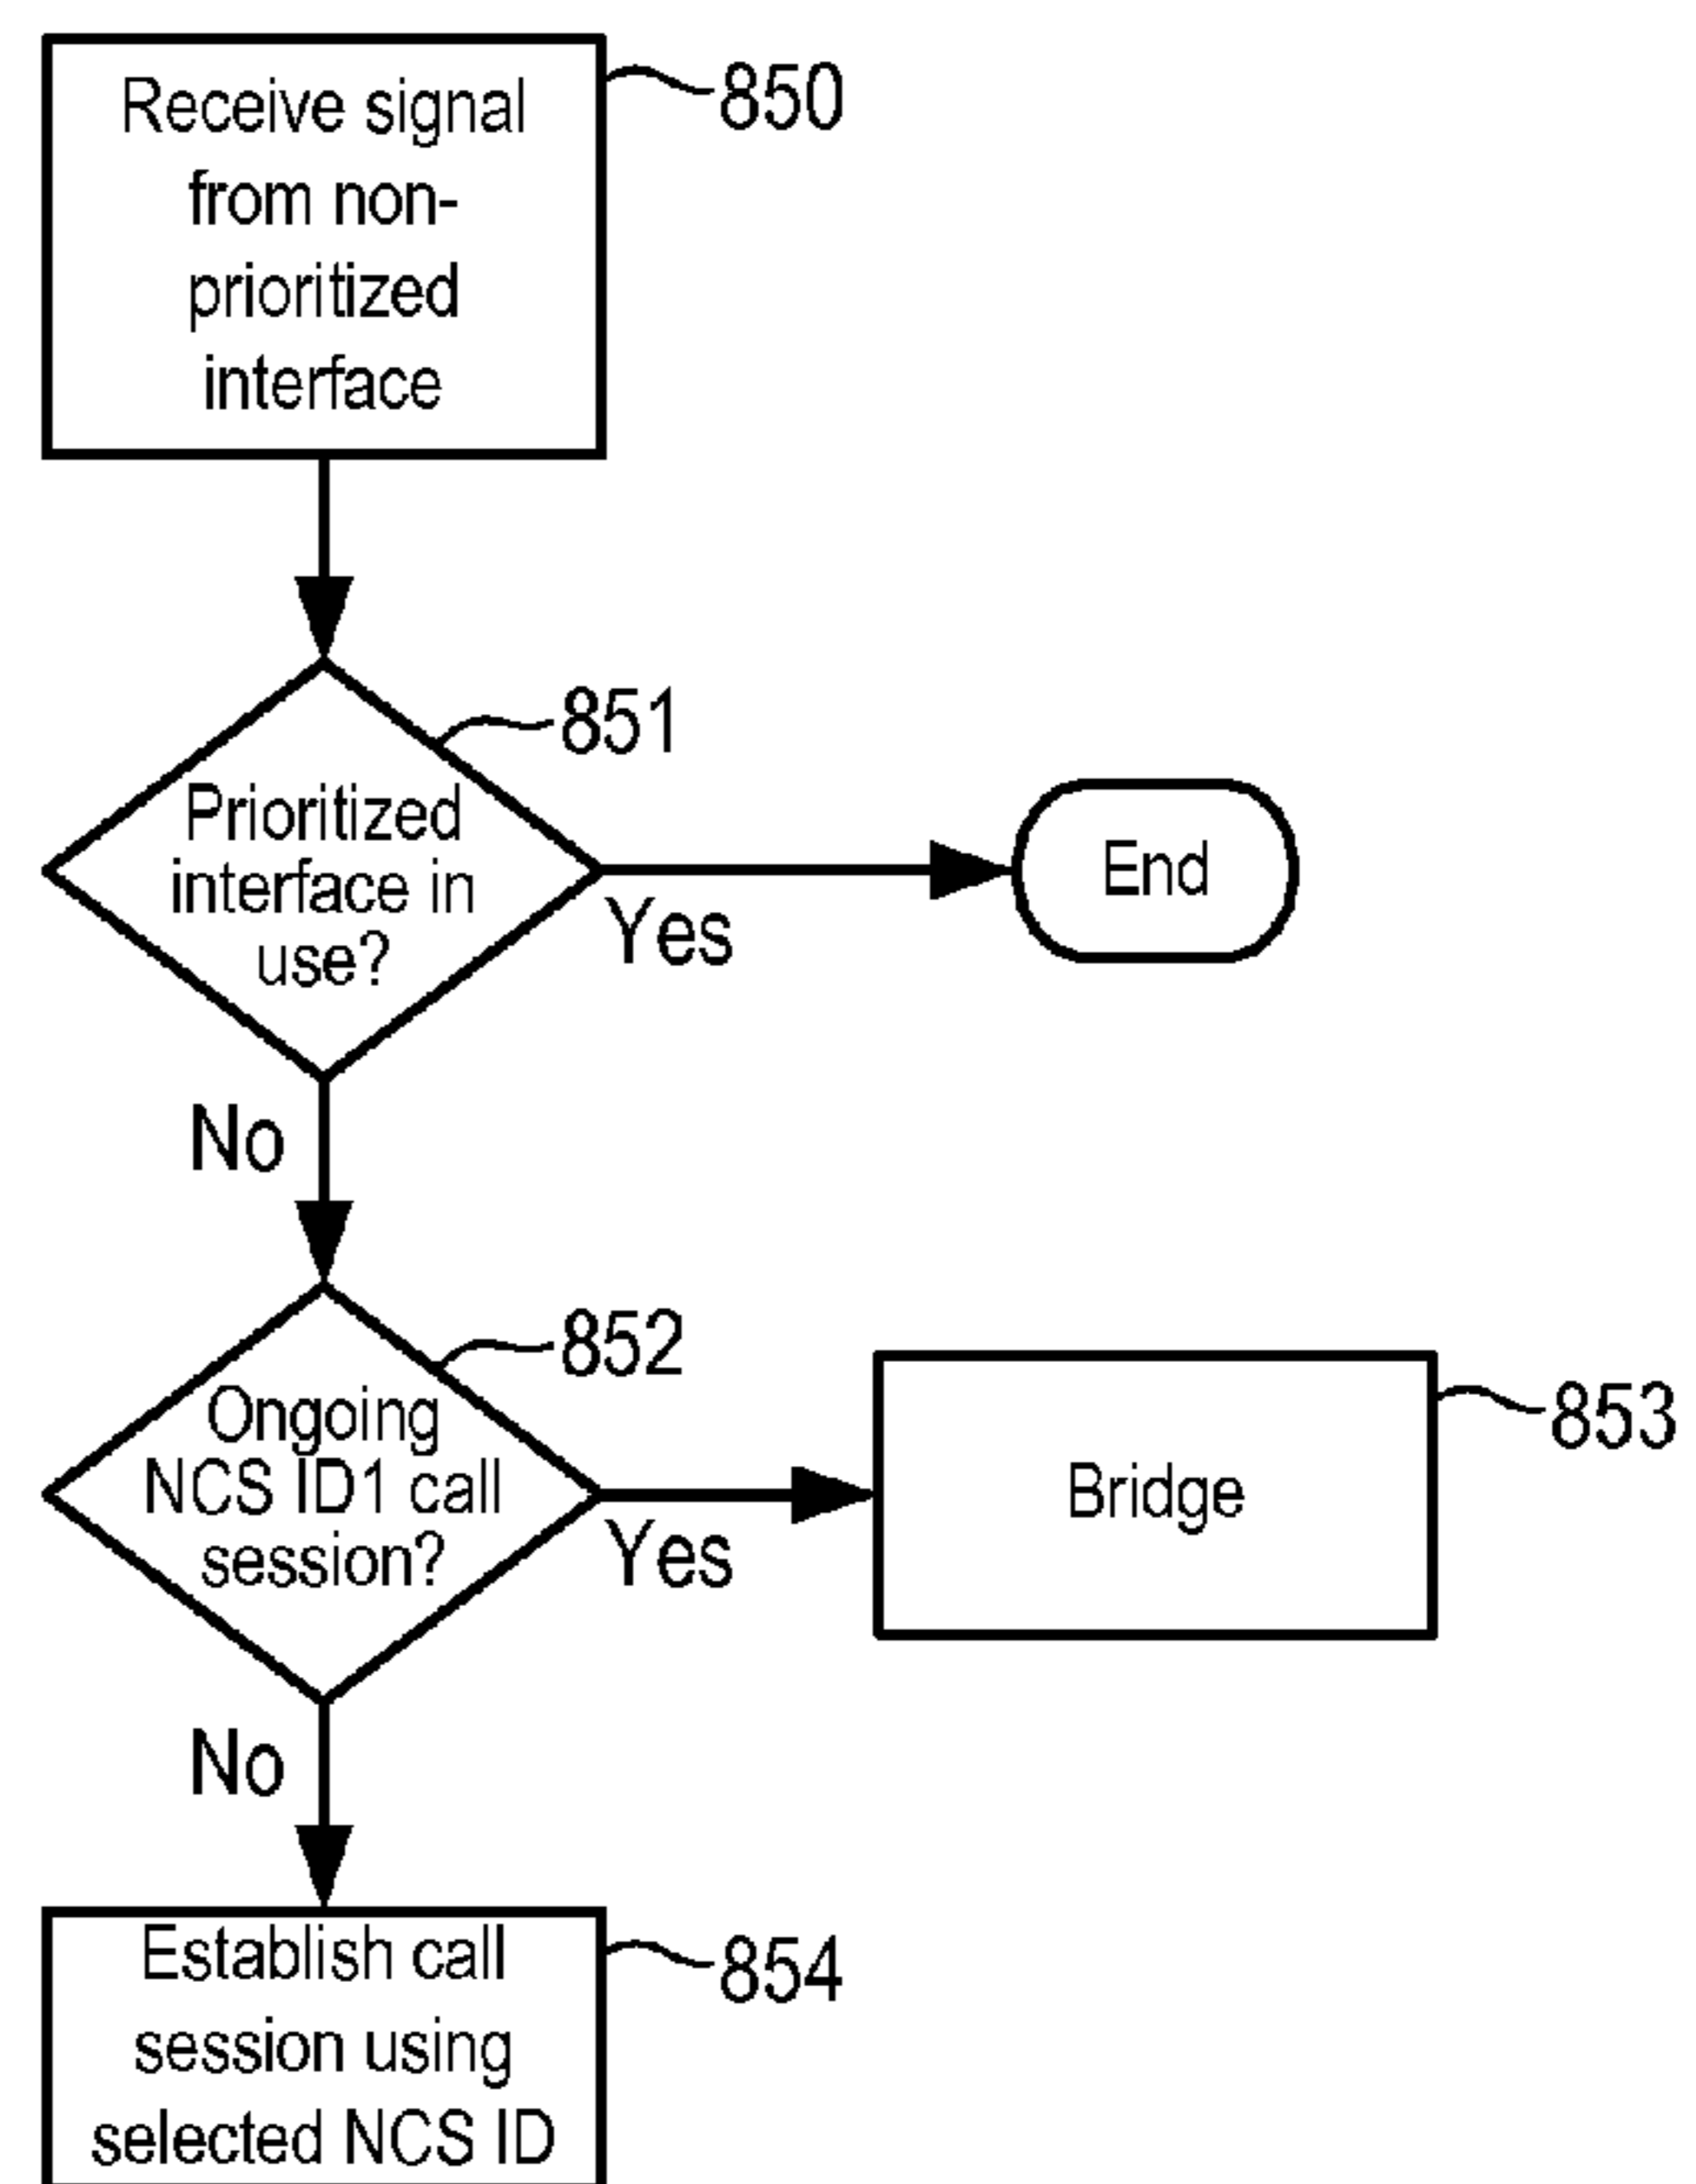 Receive signal
from non-
prioritized
interface
850
851
Prioritized
interface in
use?
Yes
End
No
852
Ongoing
NCS ID1 call
session?
Yes
Bridge
853
No
Establish call
session using
selected NCS ID
854